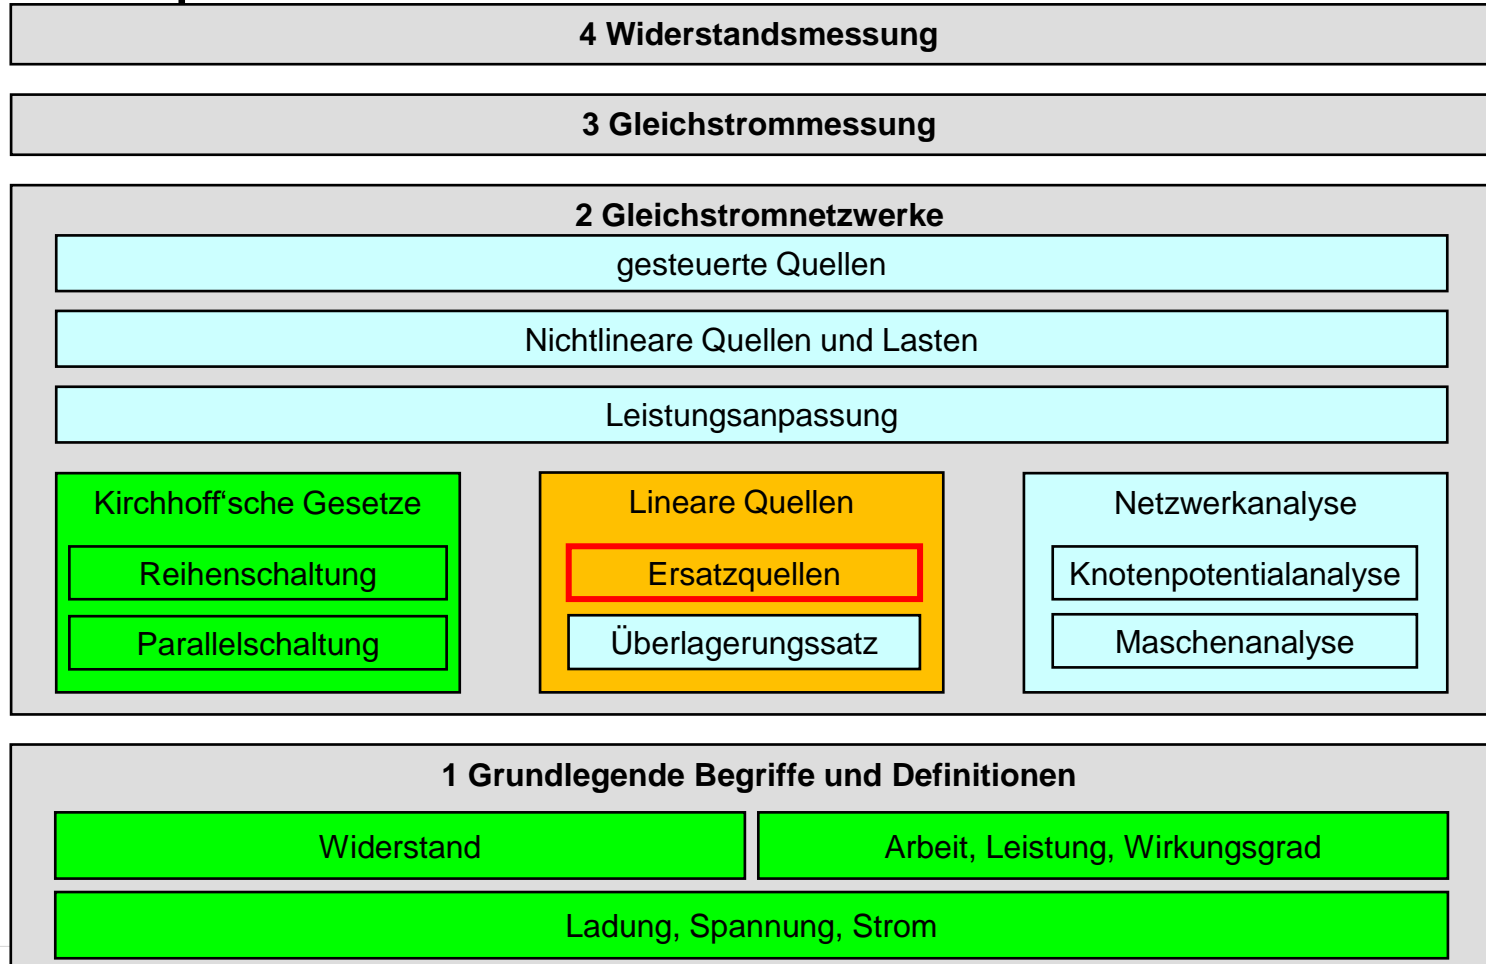 4 Widerstandsmessung
3 Gleichstrommessung
2 Gleichstromnetzwerke
gesteuerte Quellen
Nichtlineare Quellen und Lasten
Leistungsanpassung
Kirchhoff‘sche Gesetze
Reihenschaltung
Parallelschaltung
Lineare Quellen
Ersatzquellen
Überlagerungssatz
Netzwerkanalyse
Knotenpotentialanalyse
Maschenanalyse
1 Grundlegende Begriffe und Definitionen
Widerstand
Arbeit, Leistung, Wirkungsgrad
Ladung, Spannung, Strom